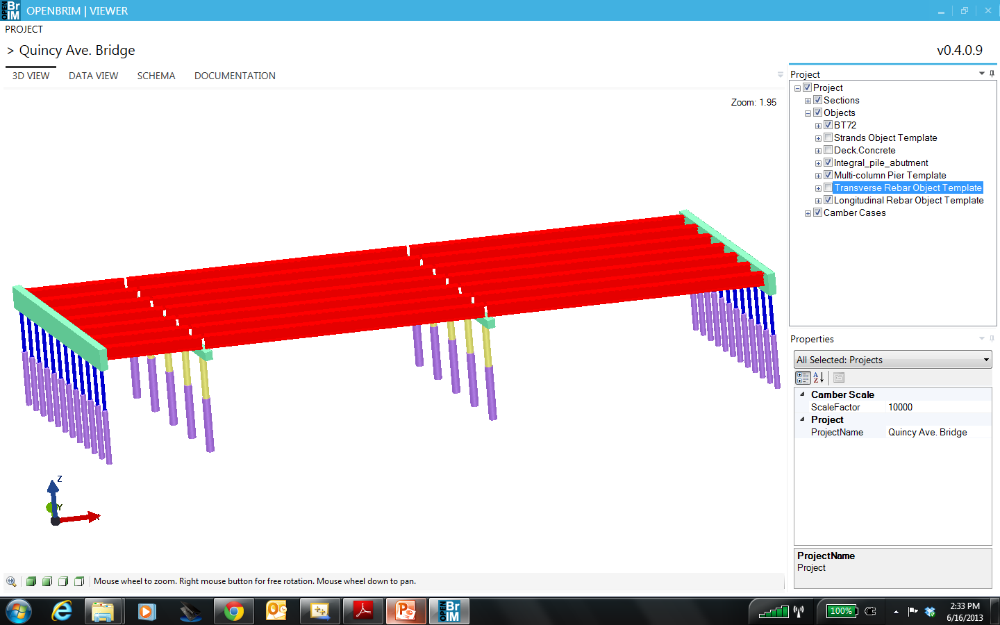 OPEN BrIM OPENBRIM | VIEWER
PROJECT
> Quincy Ave. Bridge
v0.4.0.9
3D VIEW DATA VIEW SCHEMA DOCUMENTATION
Zoom: 1.95
Project
Project
Sections
Objects
BT72
Strands Object Template
Deck.Concrete
Integral_pile_abutment
Multi-column Pier Template
Transverse Rebar Object Template
Longitudinal Rebar Object Template
Camber Cases
Properties
All Selected: Projects
A
Z
Camber Scale
ScaleFactor 10000
Project
ProjectName Quincy Ave. Bridge
ProjectName
Project
Z
Y
X
Mouse wheel to zoom. Right mouse button for free rotation. Mouse wheel down to pan.
OPEN BrIM
100%
2:33 PM
6/16/2013